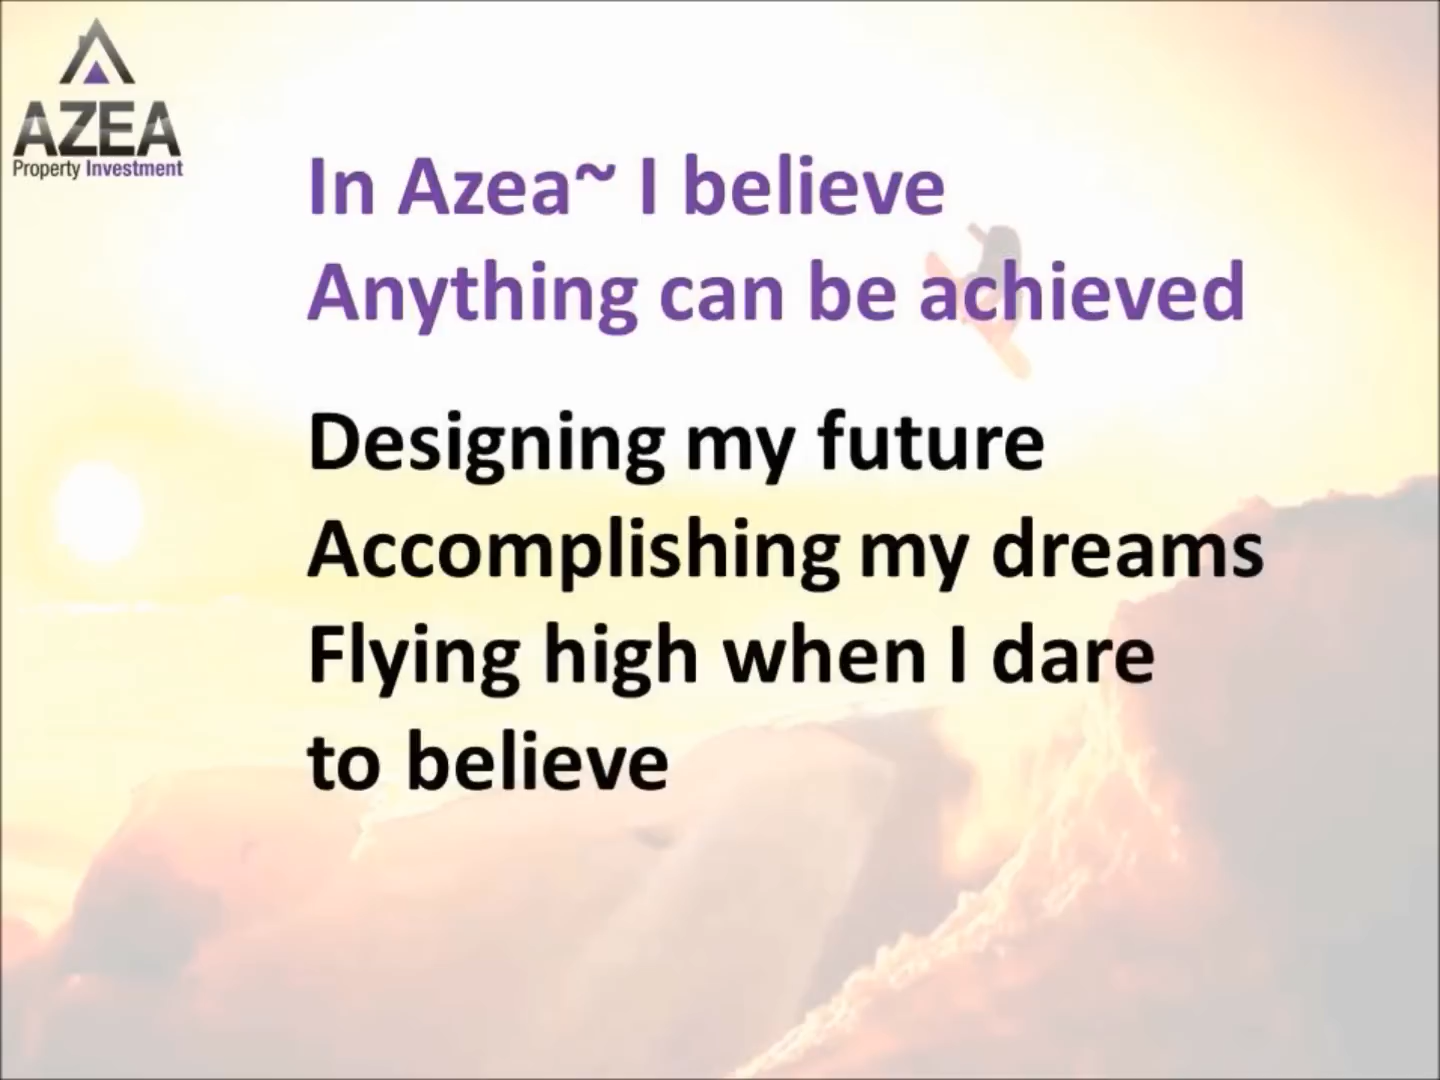 AZEA
Property Investment
In Azea~ I believe
Anything can be achieved
Designing my future
Accomplishing my dreams
Flying high when I dare
to believe